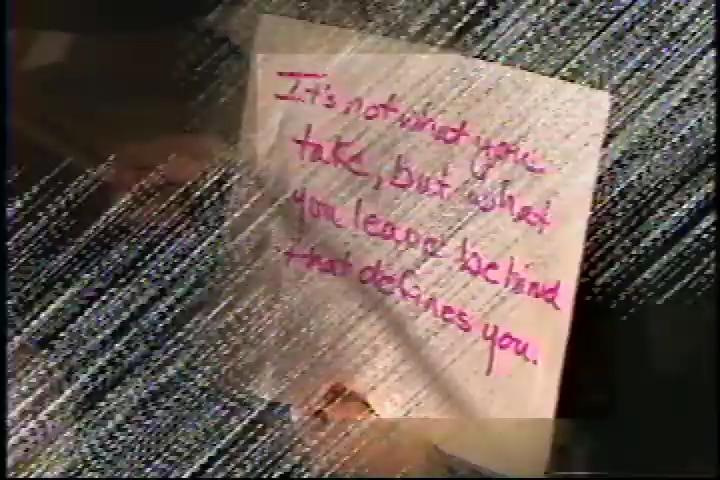 It's not what you
take, but what
you leave behind
that defines you.